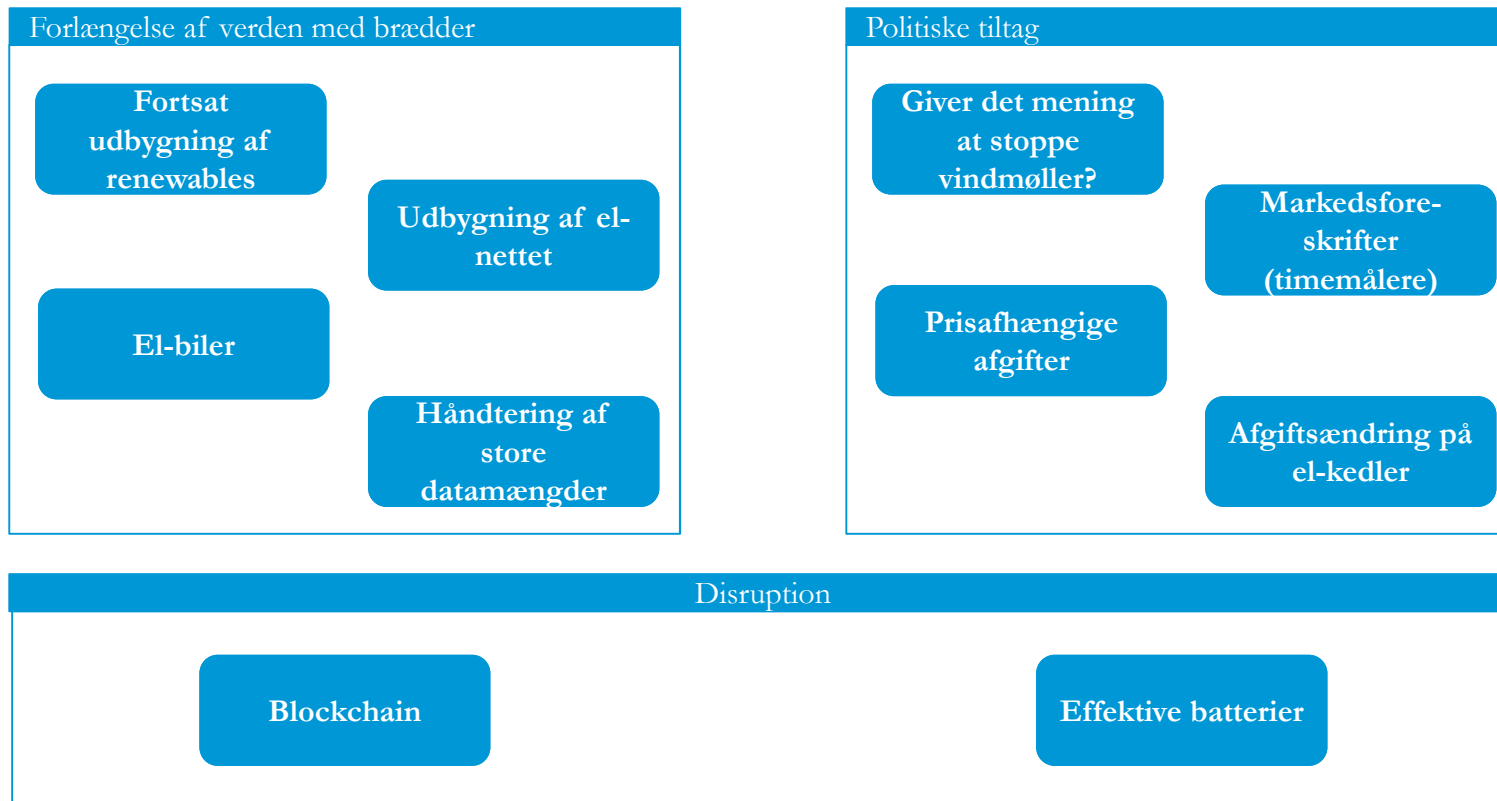 Forlængelse af verden med brædder
Fortsat
udbygning af
renewables
Udbygning af el-
nettet
El-biler
Håndtering af
store
datamængder
Politiske tiltag
Giver det mening
at stoppe
vindmøller?
Markedsfore-
skrifter
(timemålere)
Prisafhængige
afgifter
Afgiftsændring på
el-kedler
Disruption
Blockchain
Effektive batterier